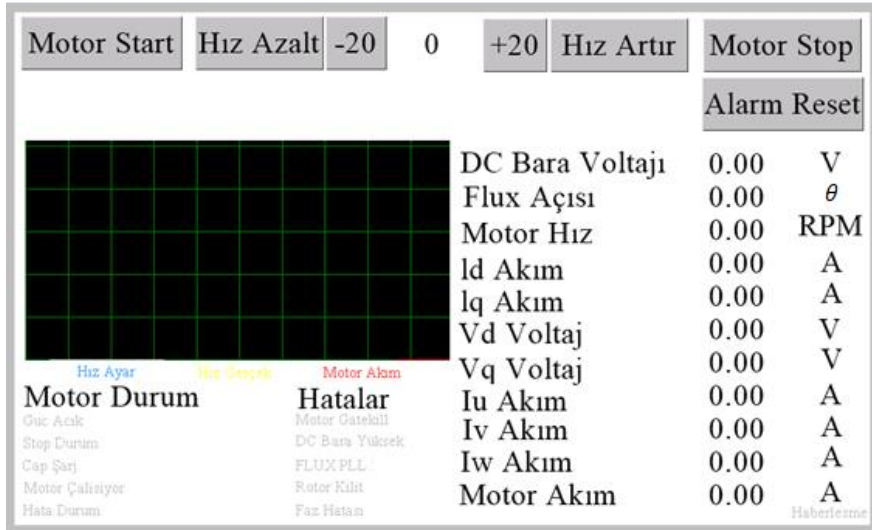 Motor Start Hız Azalt -20 0 +20 Hız Artır Motor Stop
Alarm Reset
DC Bara Voltajı 0.00 V
Flux Açısı 0.00 θ
Motor Hız 0.00 RPM
Id Akım 0.00 A
Iq Akım 0.00 A
Vd Voltaj 0.00 V
Vq Voltaj 0.00 V
Iu Akım 0.00 A
Iv Akım 0.00 A
Iw Akım 0.00 A
Motor Akım 0.00 A
Haberlesme
Hız Ayar Hız Gerçek Motor Akım
Motor Durum Hatalar
Guc Acık Motor Gatekill
Stop Durum DC Bara Yüksek
Cap Şarj FLUX PLL :
Motor Çalisiyor Rotor Kilit
Hata Durum Faz Hatası